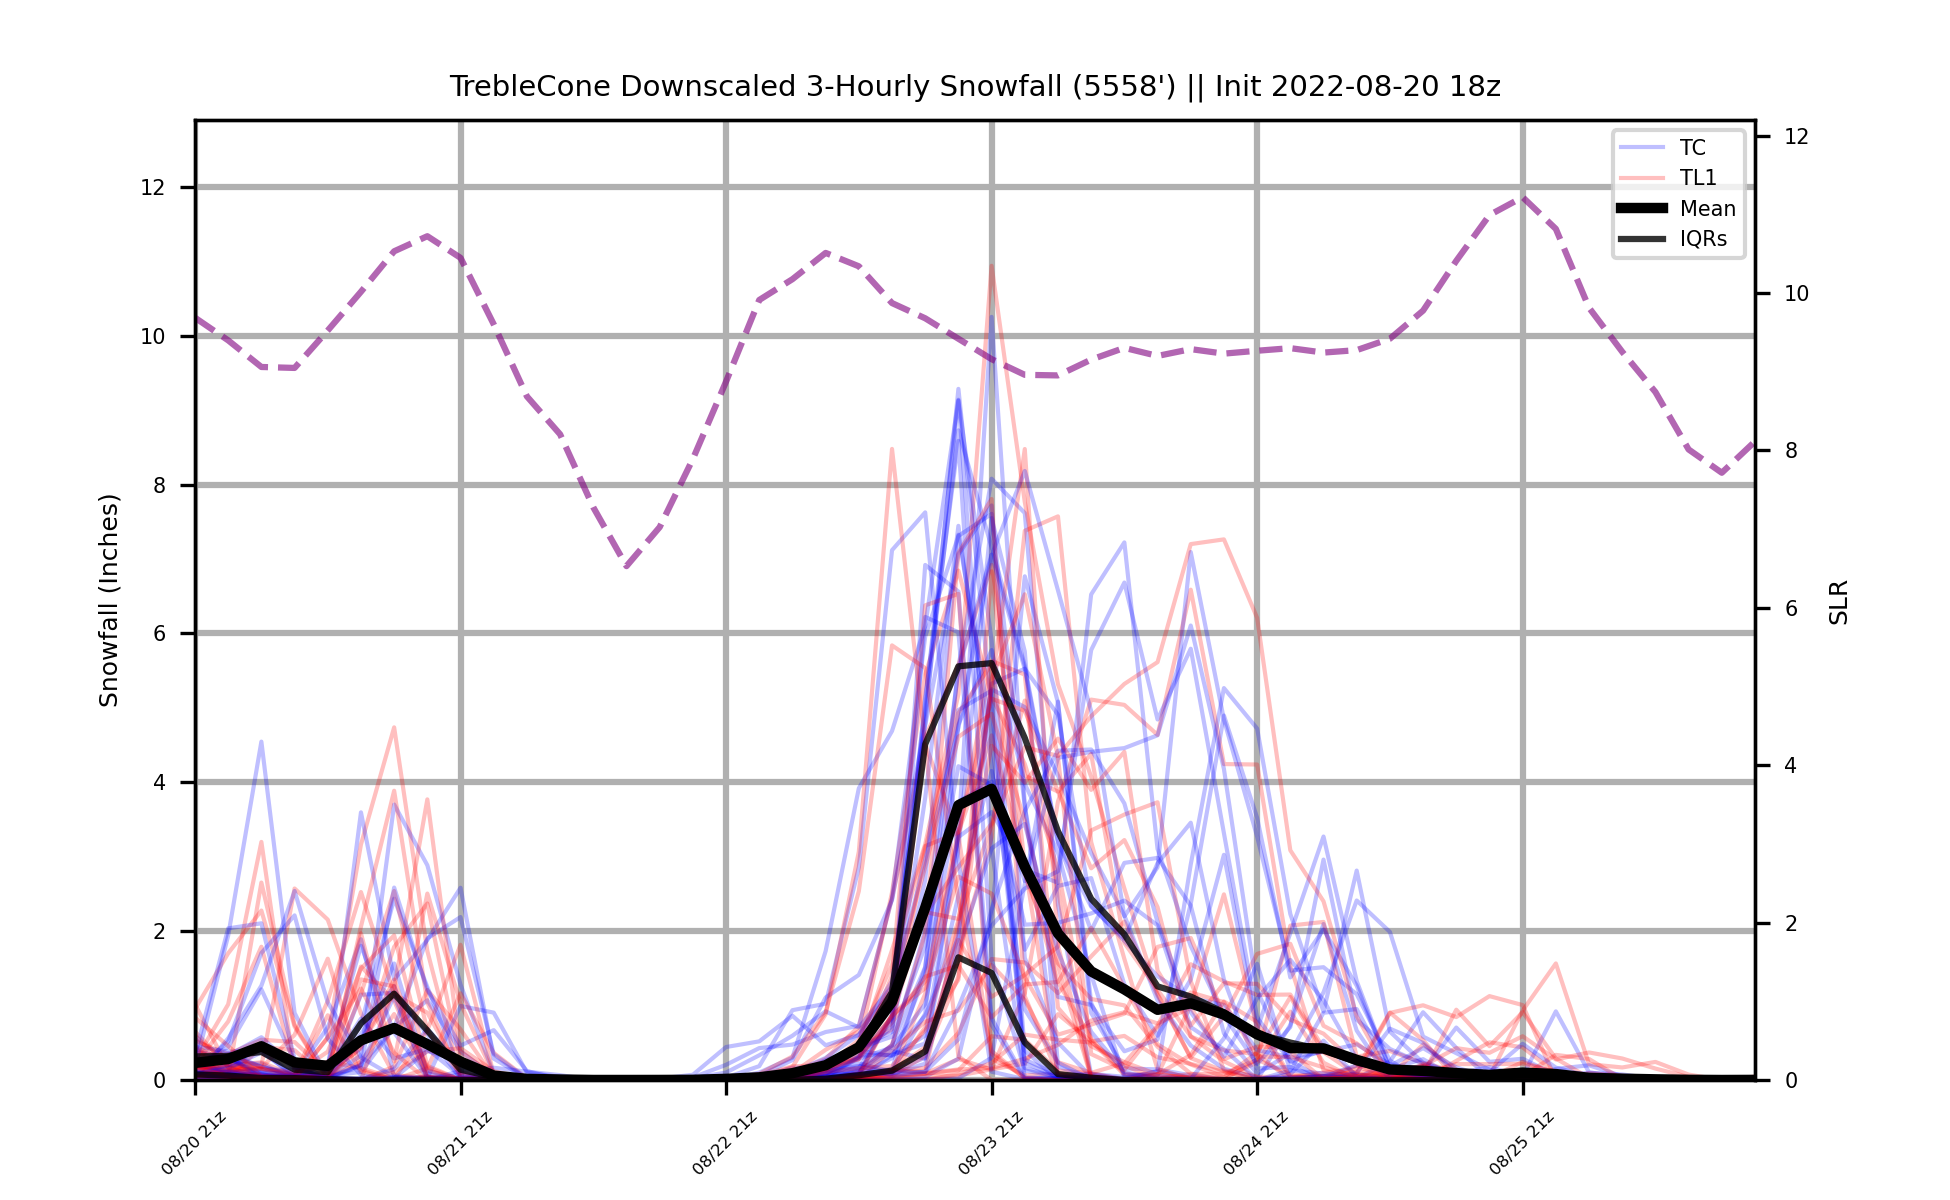 TrebleCone Downscaled 3-Hourly Snowfall (5558') || Init 2022-08-20 18z
TC
TL1
Mean
IQRs
12
10
8
6
4
2
0
Snowfall (Inches)
12
10
8
6
4
2
0
SLR
08/20 21z
08/21 21z
08/22 21z
08/23 21z
08/24 21z
08/25 21z